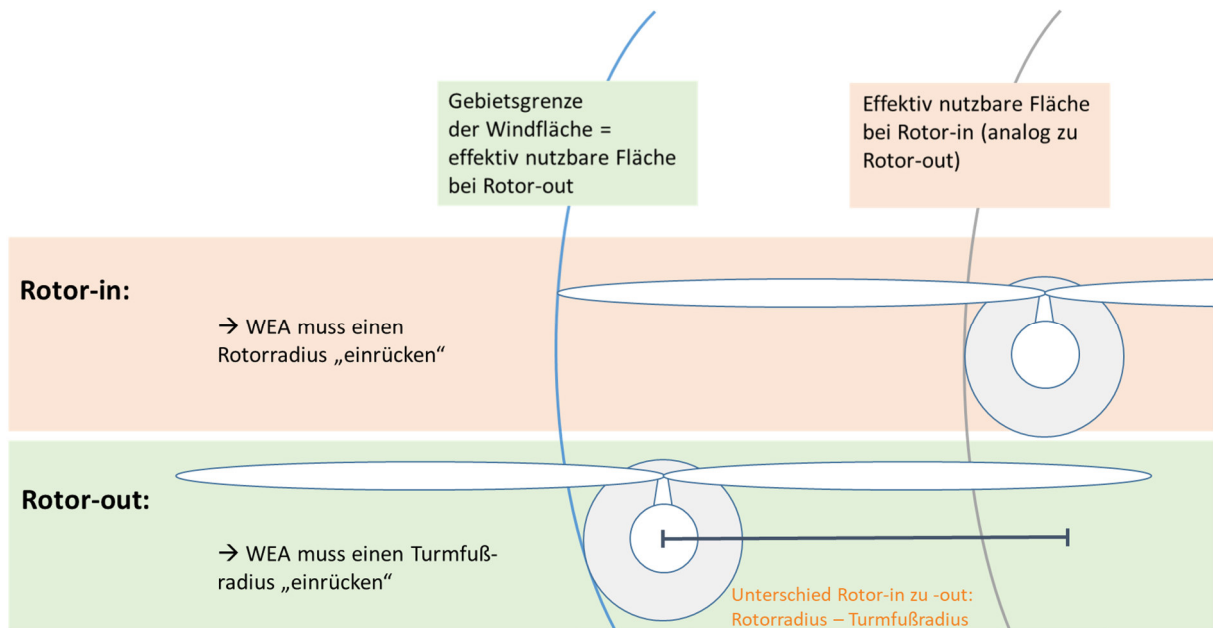 Gebietsgrenze
der Windfläche =
effektiv nutzbare Fläche
bei Rotor-out
Effektiv nutzbare Fläche
bei Rotor-in (analog zu
Rotor-out)
Rotor-in:
→ WEA muss einen
Rotorradius „einrücken“
Rotor-out:
→ WEA muss einen Turmfuß-
radius „einrücken“
Unterschied Rotor-in zu -out:
Rotorradius – Turmfußradius